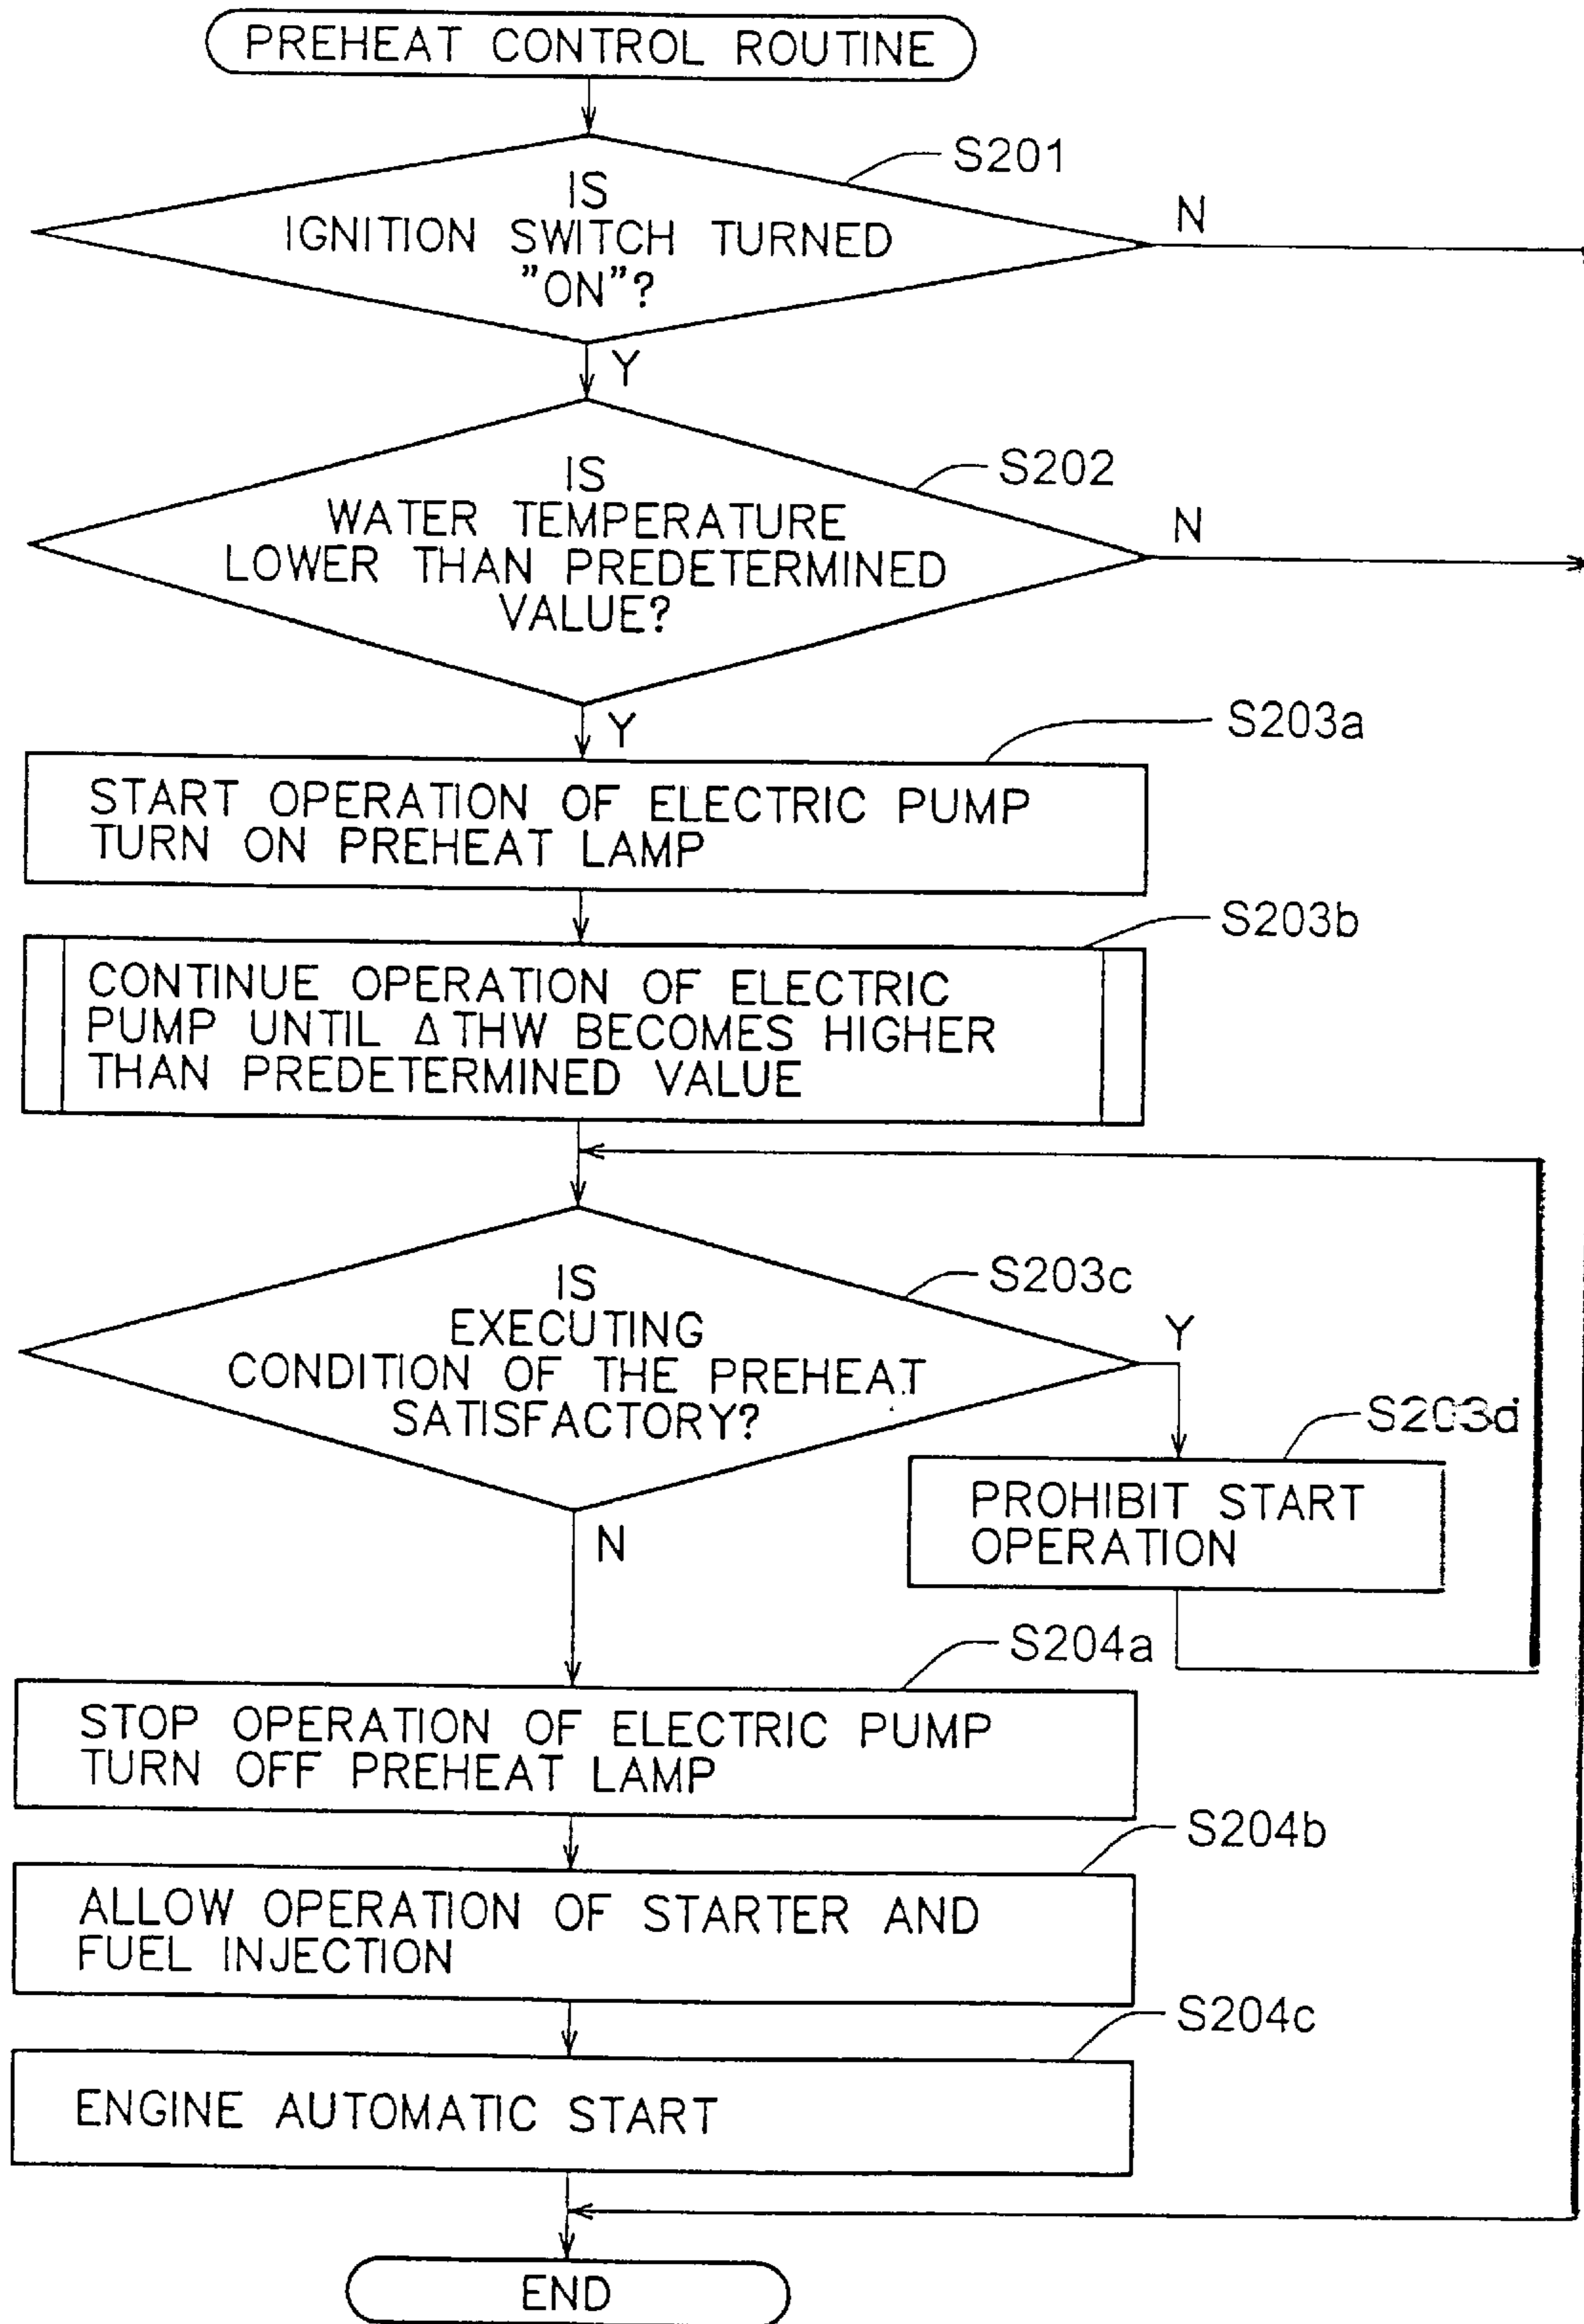 PREHEAT CONTROL ROUTINE
S201
IS
IGNITION SWITCH TURNED
"ON"?
N
Y
S202
IS
WATER TEMPERATURE
LOWER THAN PREDETERMINED
VALUE?
N
Y
S203a
START OPERATION OF ELECTRIC PUMP
TURN ON PREHEAT LAMP
S203b
CONTINUE OPERATION OF ELECTRIC
PUMP UNTIL ΔTHW BECOMES HIGHER
THAN PREDETERMINED VALUE
S203c
IS
EXECUTING
CONDITION OF THE PREHEAT
SATISFACTORY?
Y
S203d
PROHIBIT START
OPERATION
N
S204a
STOP OPERATION OF ELECTRIC PUMP
TURN OFF PREHEAT LAMP
S204b
ALLOW OPERATION OF STARTER AND
FUEL INJECTION
S204c
ENGINE AUTOMATIC START
END